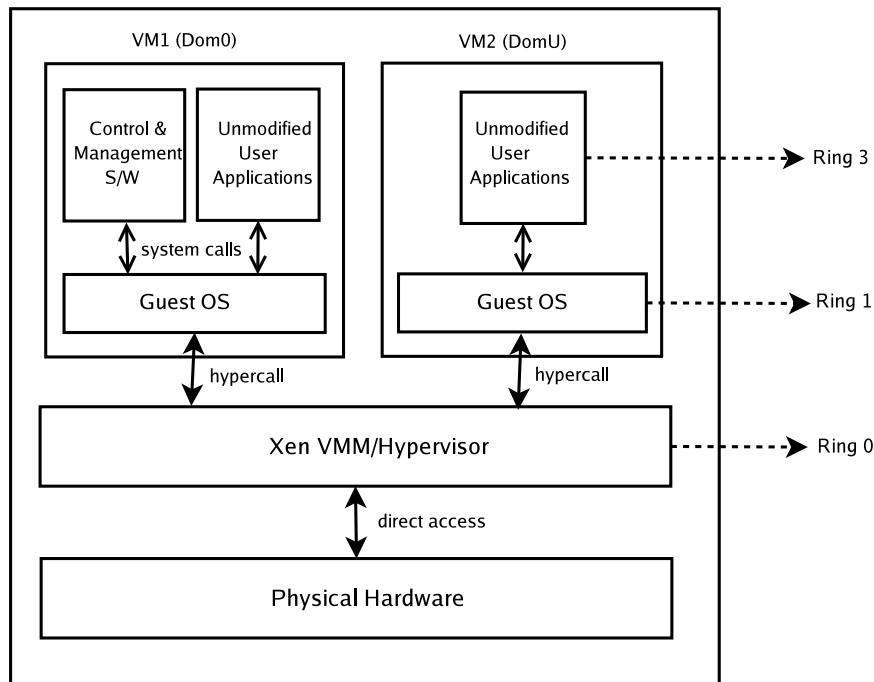 VM1 (Dom0)
VM2 (DomU)
Control &
Management
S/W
Unmodified
User
Applications
Unmodified
User
Applications
Ring 3
system calls
Guest OS
Guest OS
Ring 1
hypercall
hypercall
Xen VMM/Hypervisor
Ring 0
direct access
Physical Hardware